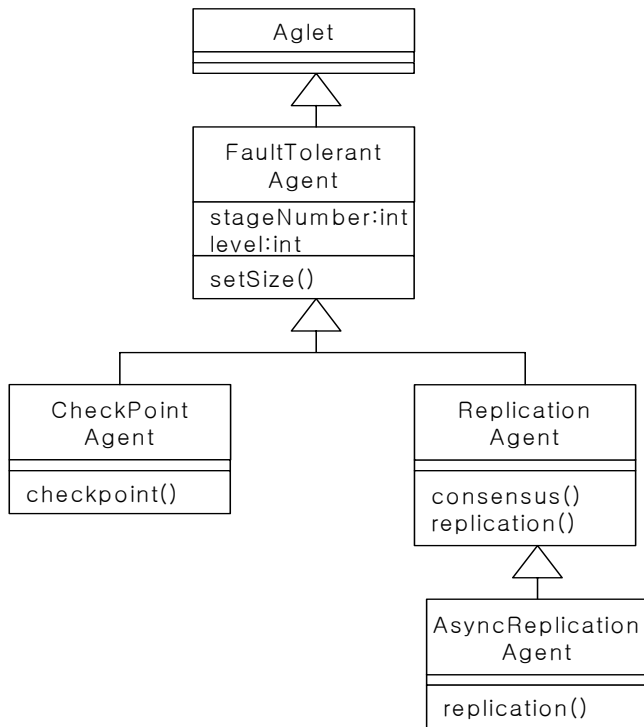 Aglet
FaultTolerant
Agent
stageNumber:int
level:int
setSize()
CheckPoint
Agent
checkpoint()
Replication
Agent
consensus()
replication()
AsyncReplication
Agent
replication()